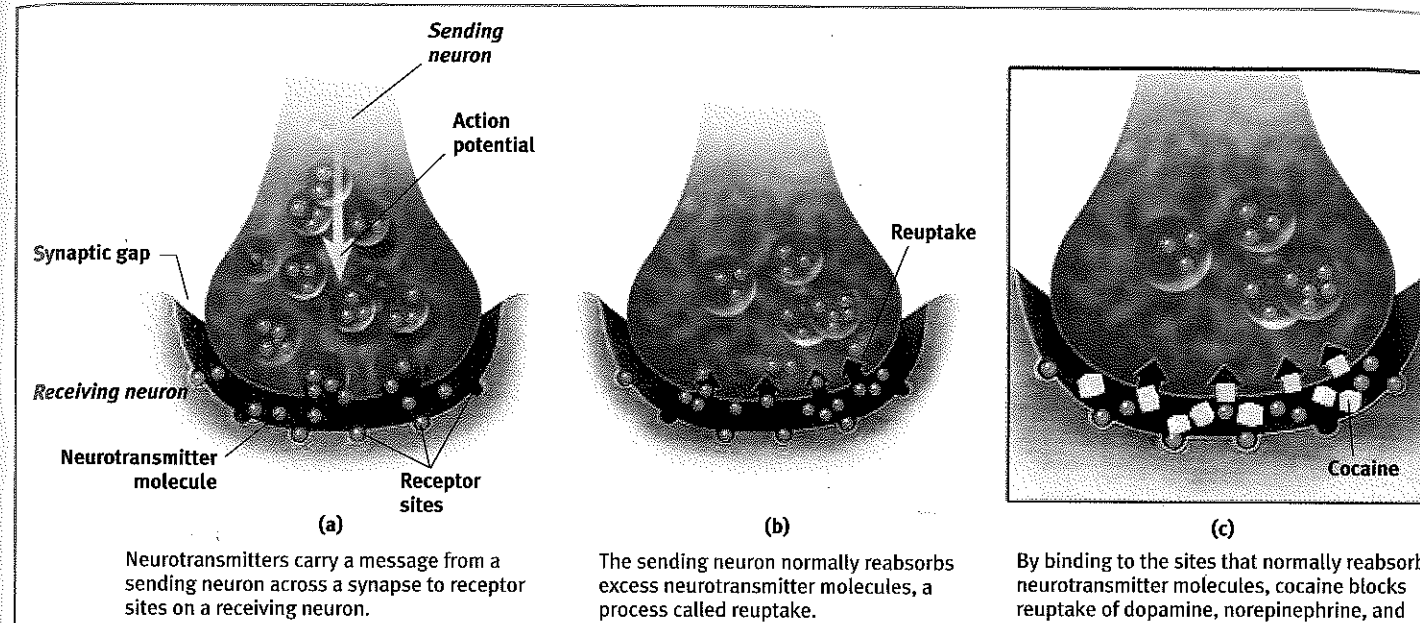 Sending
neuron
Action
potential
Synaptic gap
Reuptake
Receiving neuron
Neurotransmitter
molecule
Receptor
sites
Cocaine
(a)
(b)
(c)
Neurotransmitters carry a message from a
sending neuron across a synapse to receptor
sites on a receiving neuron.
The sending neuron normally reabsorbs
excess neurotransmitter molecules, a
process called reuptake.
By binding to the sites that normally reabsorb
neurotransmitter molecules, cocaine blocks
reuptake of dopamine, norepinephrine, and